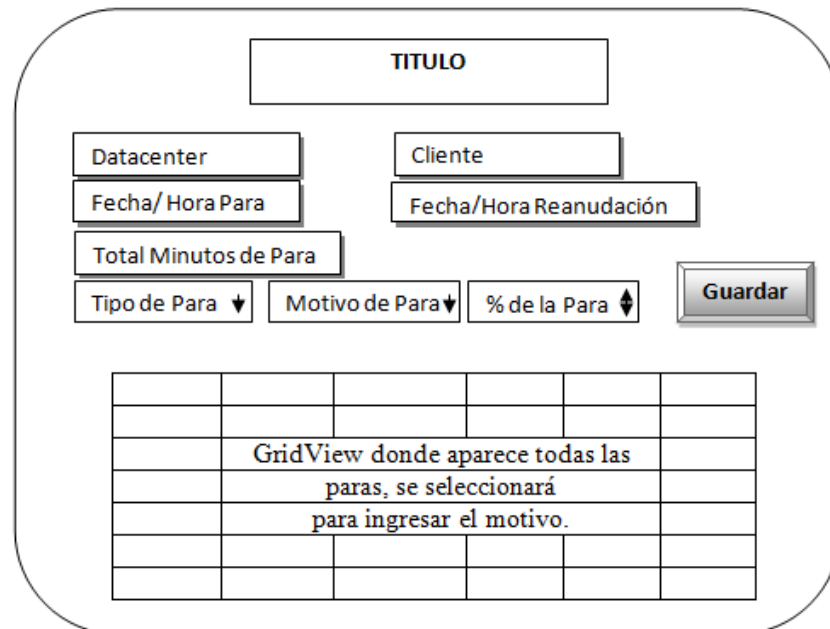 TITULO
Datacenter
Cliente
Fecha/ Hora Para
Fecha/Hora Reanudación
Total Minutos de Para
Tipo de Para
Motivo de Para
% de la Para
Guardar
GridView donde aparece todas las
paras, se seleccionará
para ingresar el motivo.